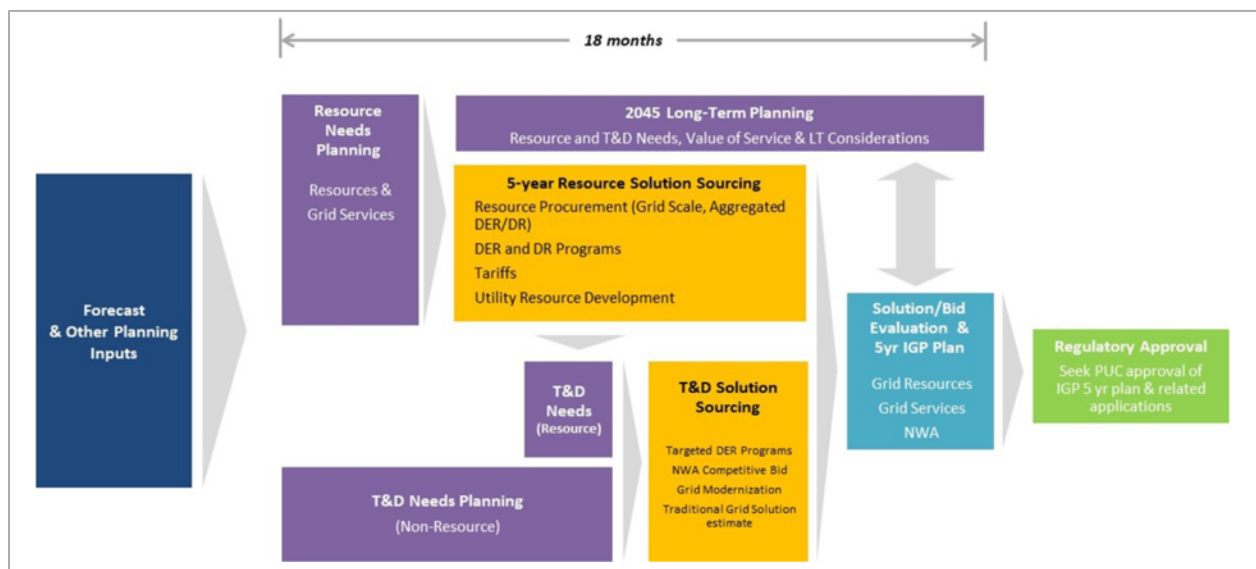 18 months
Resource
Needs
Planning
Resources &
Grid Services
2045 Long-Term Planning
Resource and T&D Needs, Value of Service & LT Considerations
5-year Resource Solution Sourcing
Resource Procurement (Grid Scale, Aggregated
DER/DR)
DER and DR Programs
Tariffs
Utility Resource Development
Forecast
& Other Planning
Inputs
T&D
Needs
(Resource)
T&D Solution
Sourcing
Targeted DER Programs
NWA Competitive Bid
Grid Modernization
Traditional Grid Solution
estimate
T&D Needs Planning
(Non-Resource)
Solution/Bid
Evaluation &
5yr IGP Plan
Grid Resources
Grid Services
NWA
Regulatory Approval
Seek PUC approval of
IGP 5 yr plan & related
applications